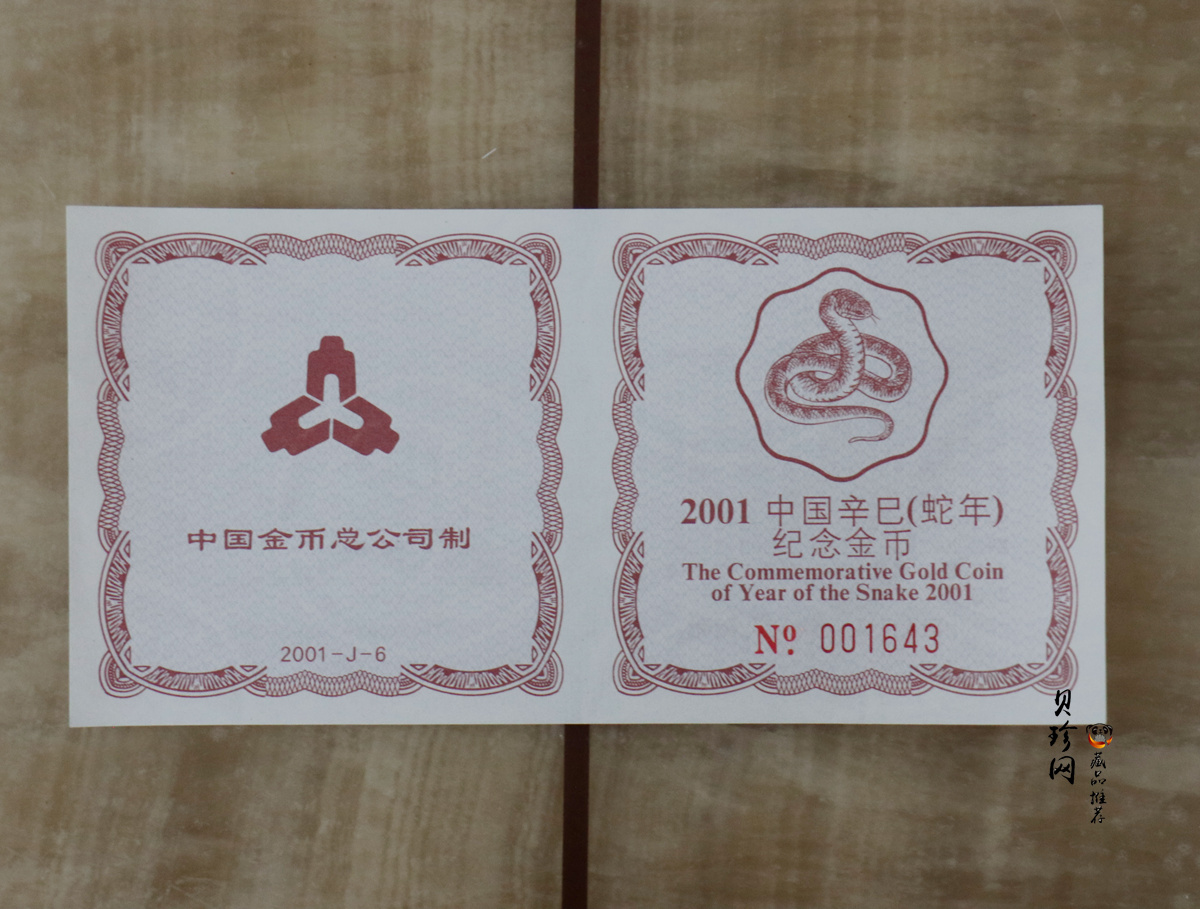 中国金币总公司制
2001-J-6
2001 中国辛巳(蛇年)
纪念金币
The Commemorative Gold Coin
of Year of the Snake 2001
Nº 001643
贝珍网
藏品推荐